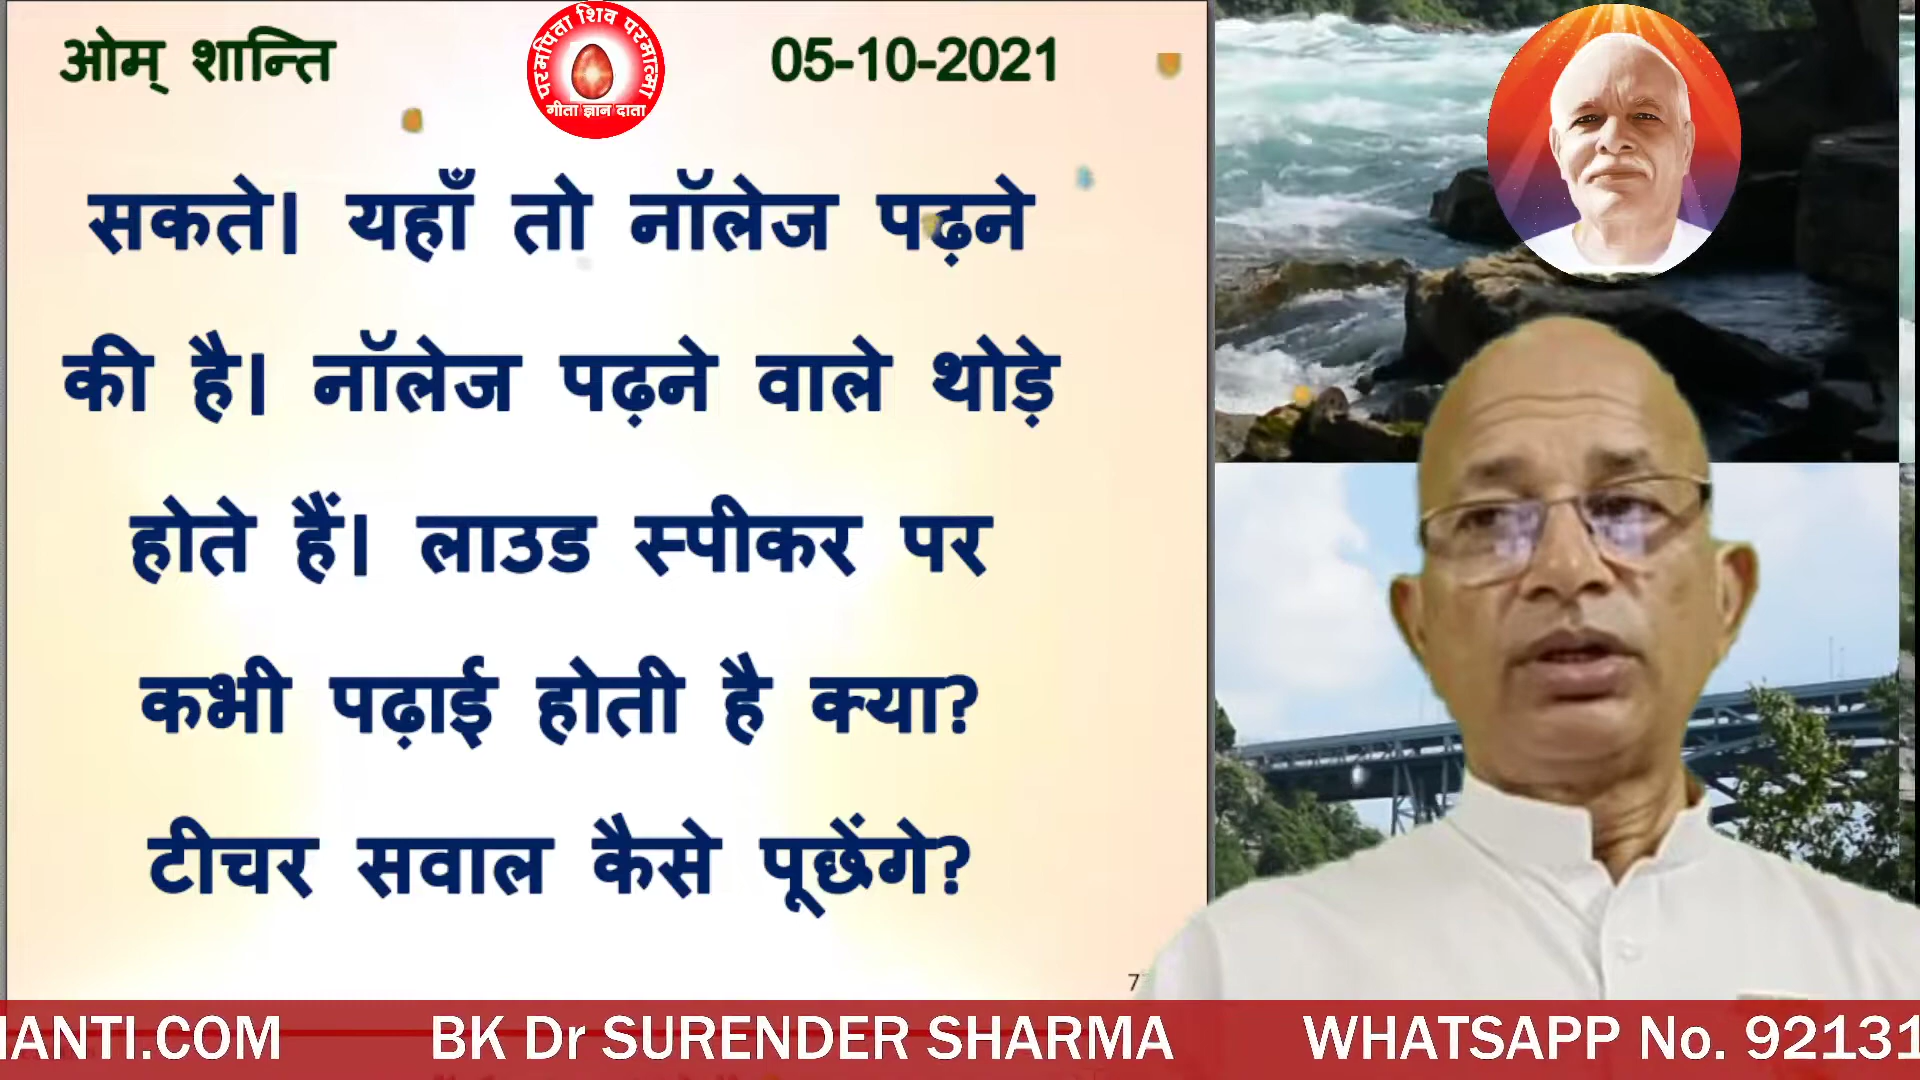 ओम् शान्ति
परमपिता शिव परमात्मा
गीता ज्ञान दाता
05-10-2021
सकते। यहाँ तो नॉलेज पढ़ने
की है। नॉलेज पढ़ने वाले थोड़े
होते हैं। लाउड स्पीकर पर
कभी पढ़ाई होती है क्या?
टीचर सवाल कैसे पूछेंगे?
7
HANTI.COM BK Dr SURENDER SHARMA WHATSAPP No. 92131